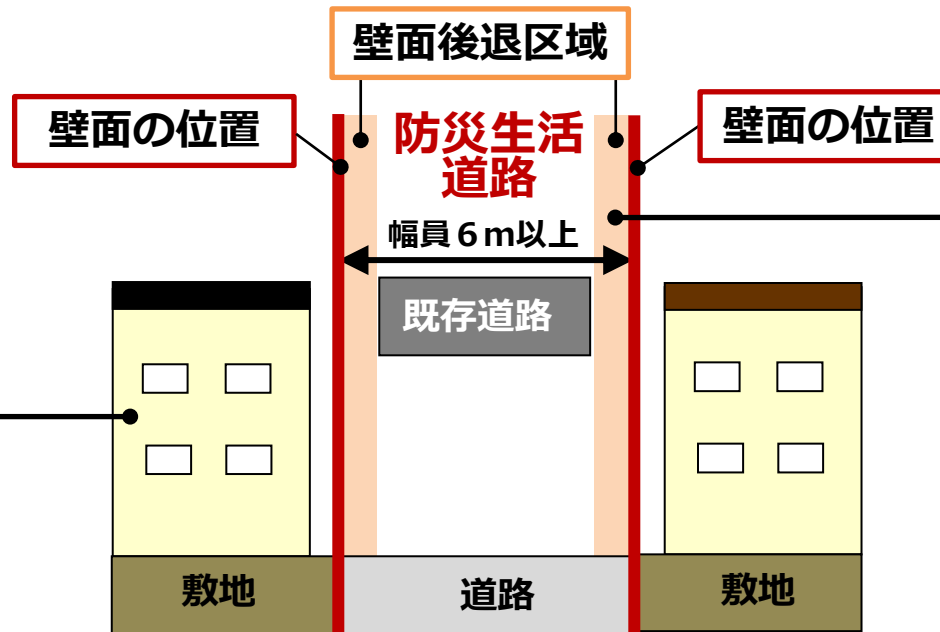 壁面後退区域
壁面の位置
防災生活
道路
壁面の位置
幅員６ｍ以上
既存道路
敷地
道路
敷地